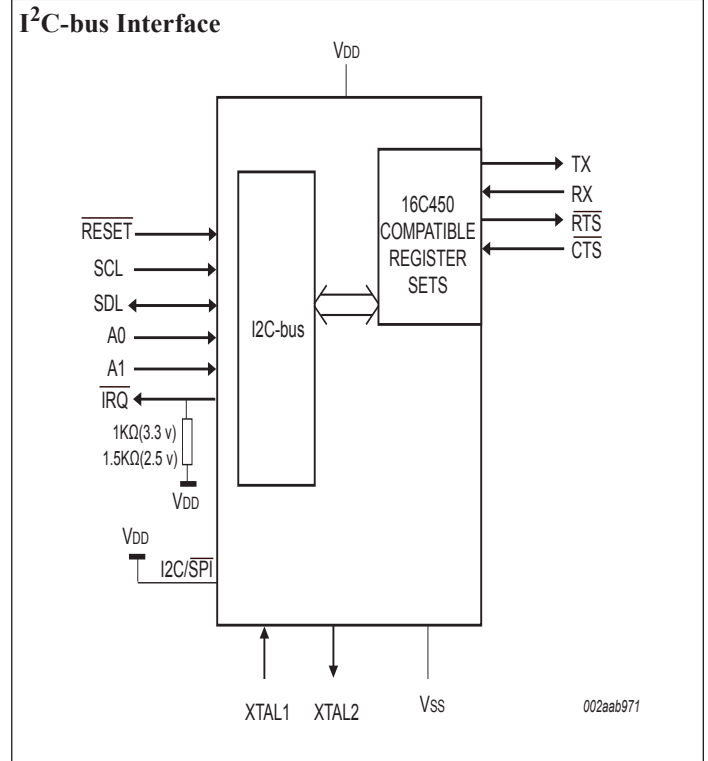 I²C-bus Interface
VDD
16C450
COMPATIBLE
REGISTER
SETS
TX
RX
RTS
CTS
RESET
SCL
SDL
A0
A1
IRQ
I2C-bus
1KΩ(3.3 v)
1.5KΩ(2.5 v)
VDD
VDD
I2C/SPI
XTAL1
XTAL2
VSS
002aab971